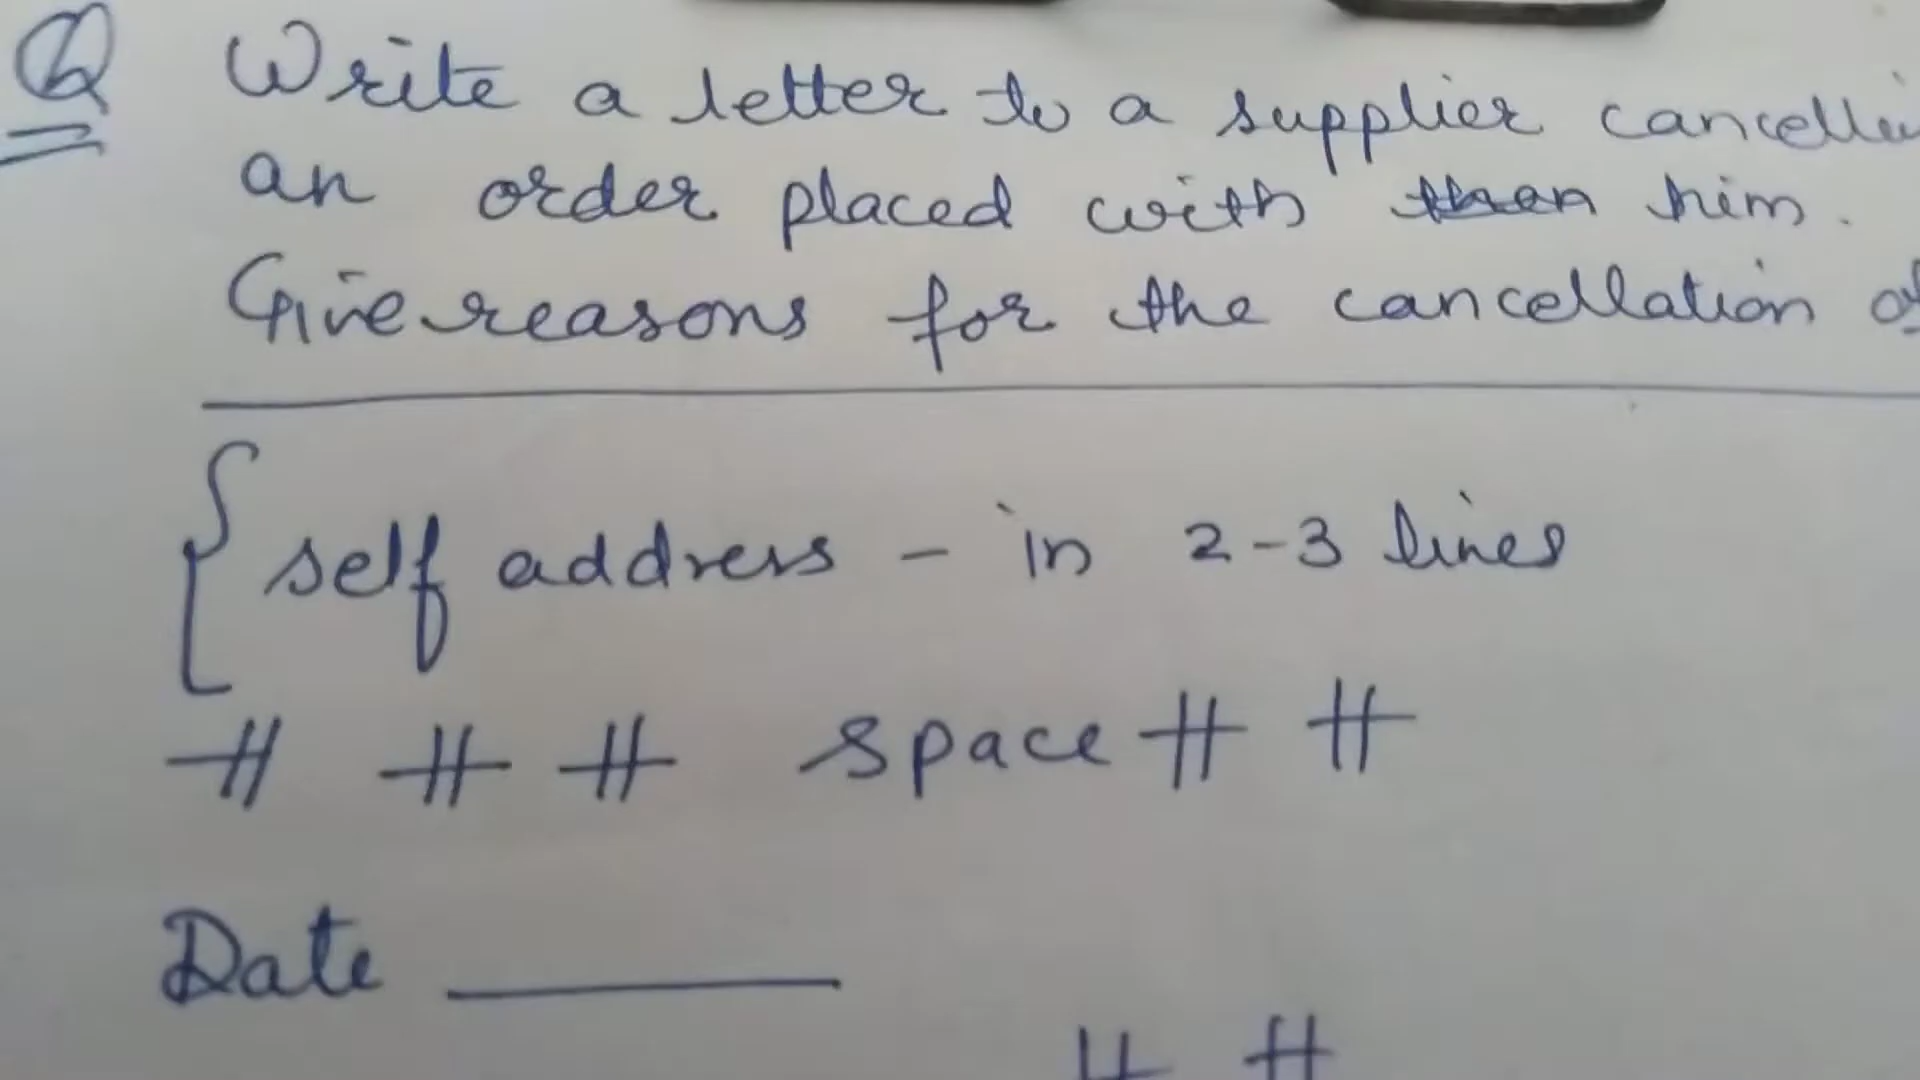 Q Write a letter to a supplier
an order placed with him.
Give reasons for the cancellation
self address - in 2-3 lines
# # # space # #
Date ________
# #